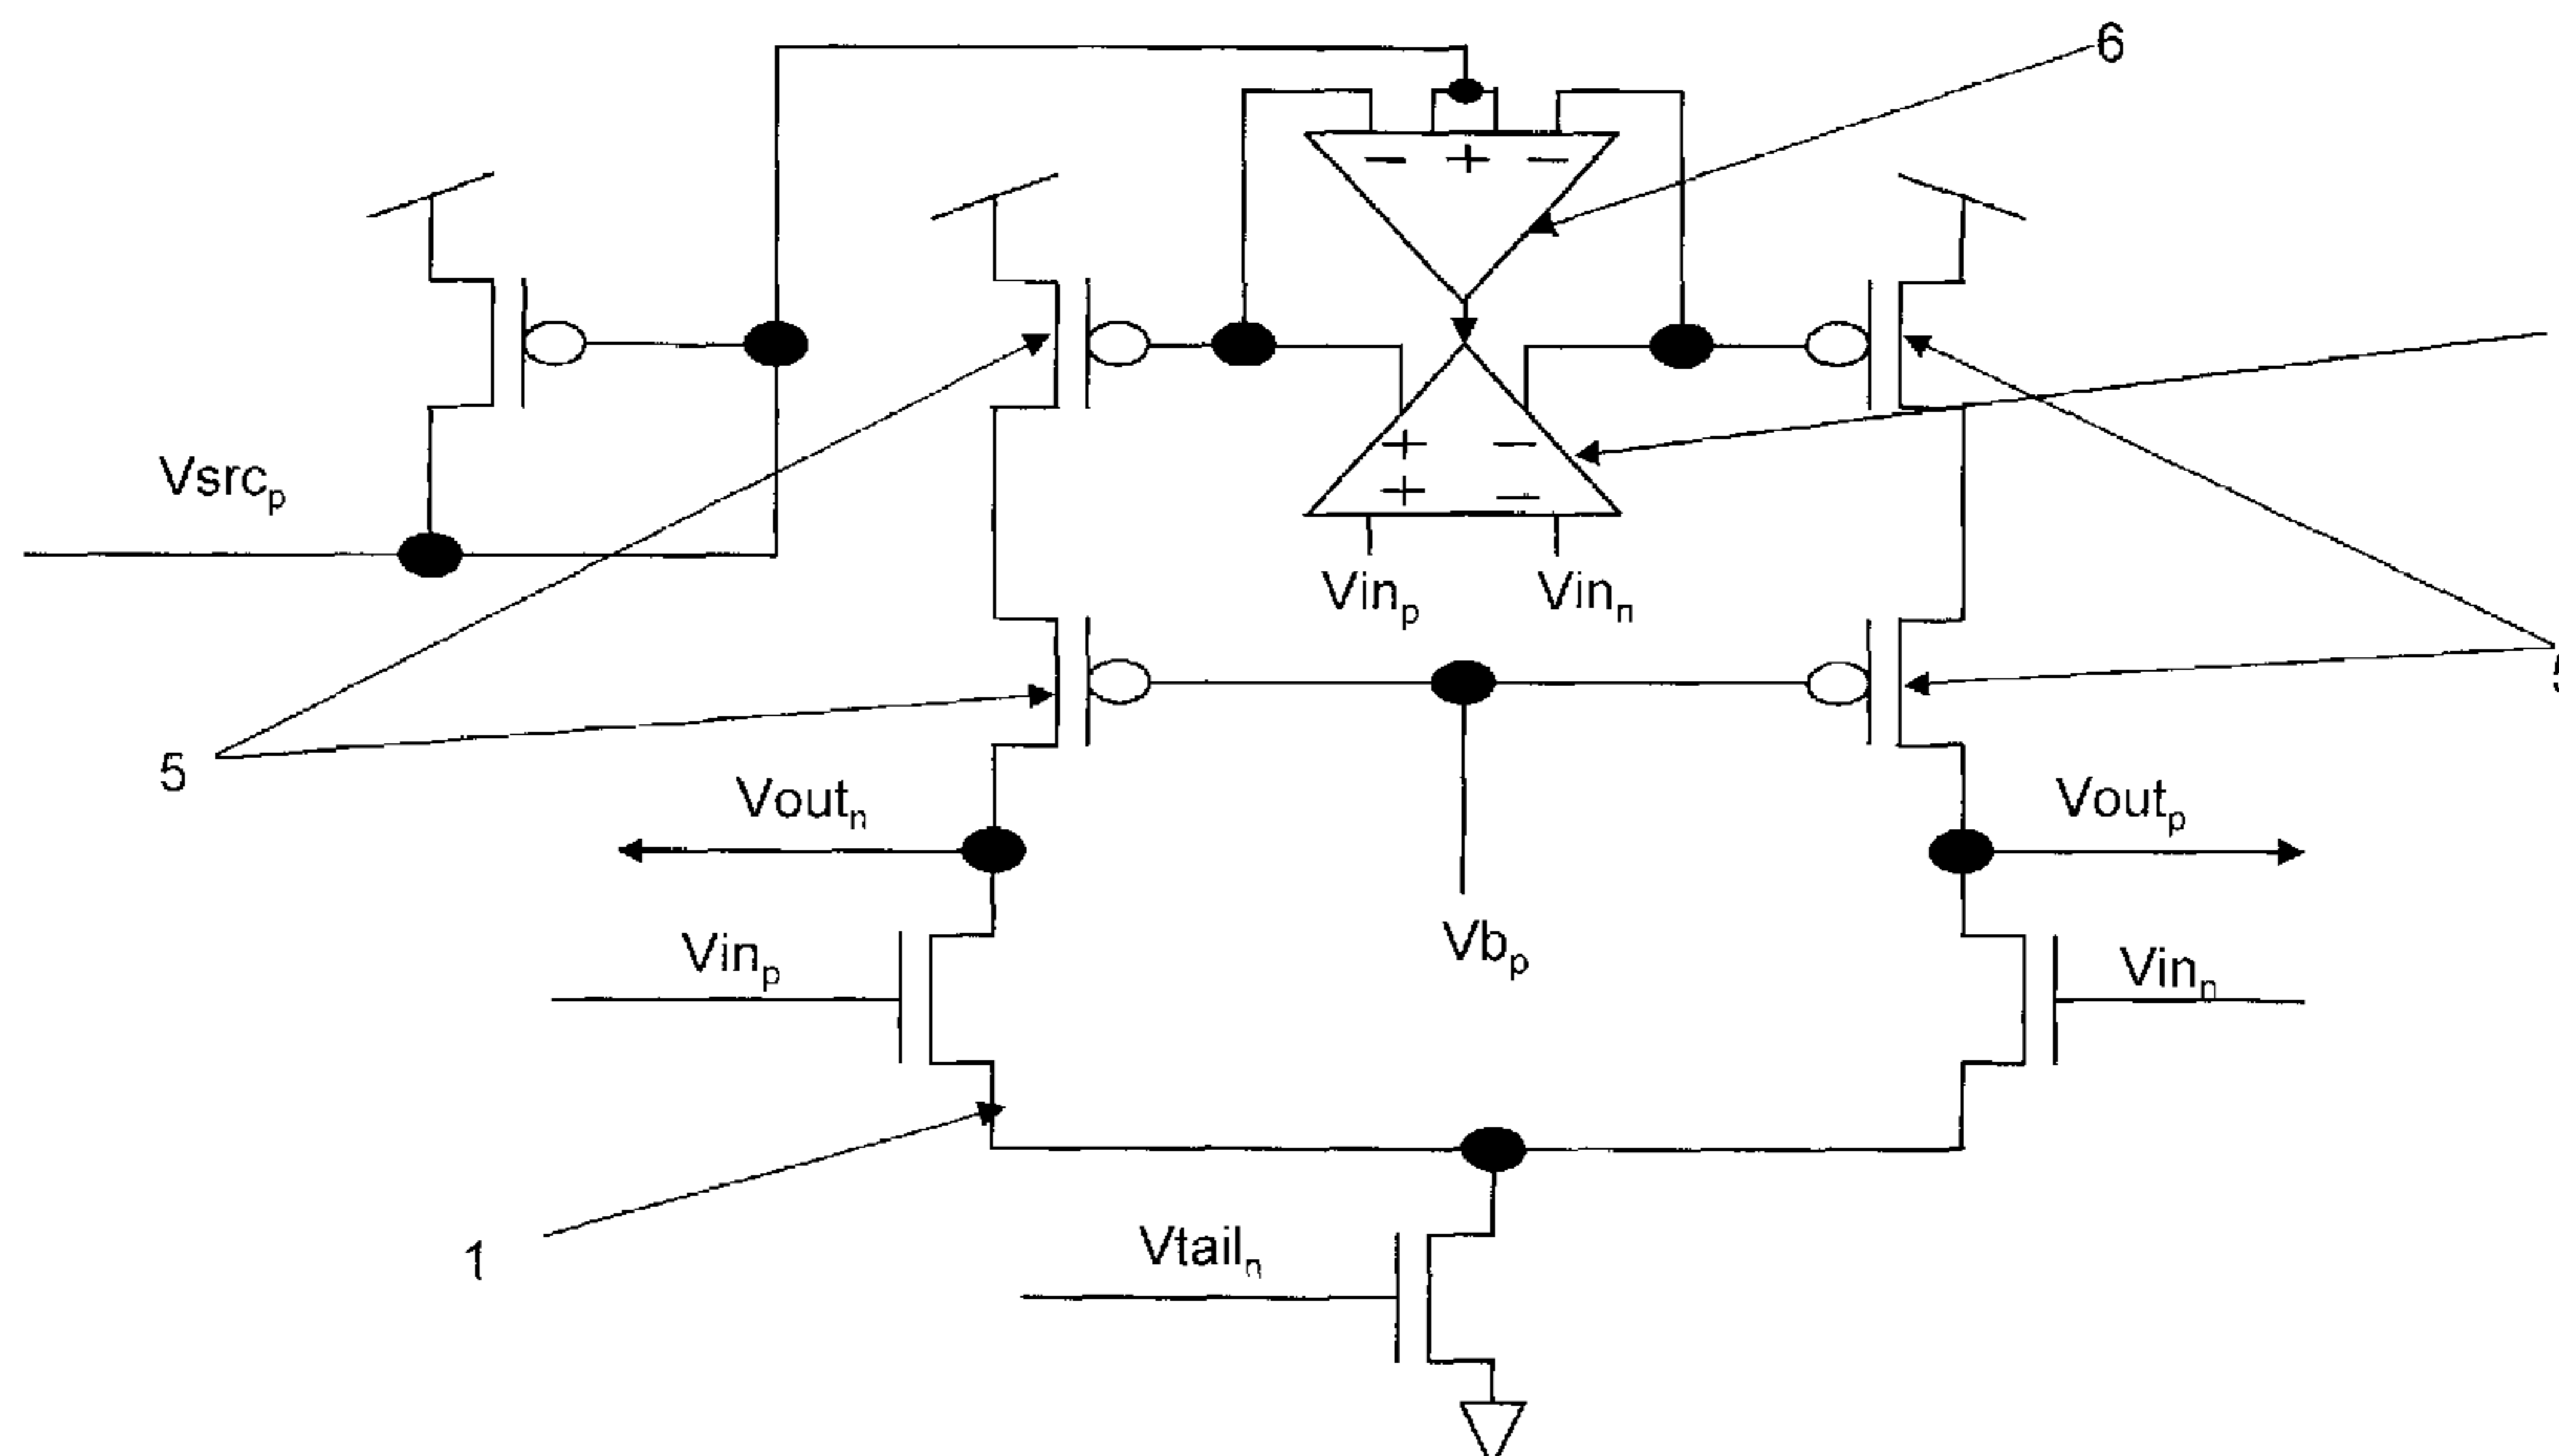 6
− + −
Vsrcₚ
+ −
+ −
Vinₚ Vinₙ
5
Voutₙ Voutₚ
Vinₚ Vbₚ Vinₙ
1
Vtailₙ